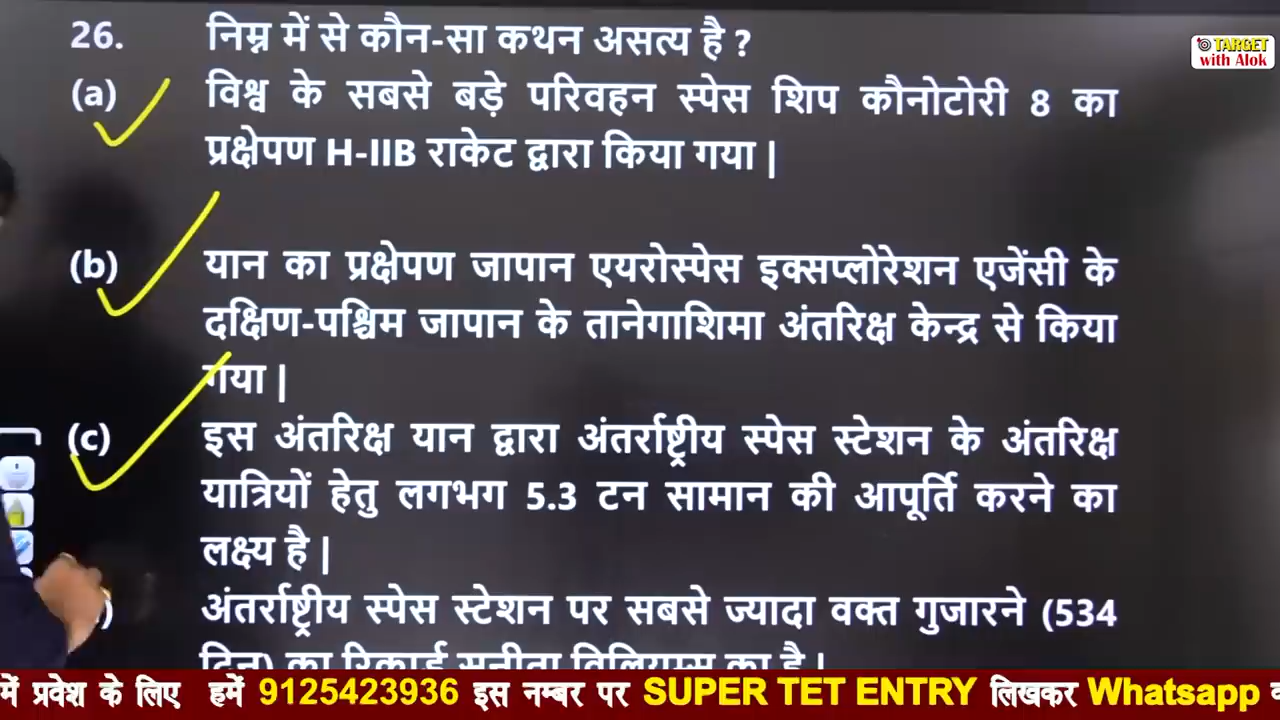 TARGET
with Alok
26. निम्न में से कौन-सा कथन असत्य है ?
(a) विश्व के सबसे बड़े परिवहन स्पेस शिप कौनोटोरी 8 का
प्रक्षेपण H-IIB राकेट द्वारा किया गया |
(b) यान का प्रक्षेपण जापान एयरोस्पेस इक्सप्लोरेशन एजेंसी के
दक्षिण-पश्चिम जापान के तानेगाशिमा अंतरिक्ष केन्द्र से किया
गया |
(c) इस अंतरिक्ष यान द्वारा अंतर्राष्ट्रीय स्पेस स्टेशन के अंतरिक्ष
यात्रियों हेतु लगभग 5.3 टन सामान की आपूर्ति करने का
लक्ष्य है |
) अंतर्राष्ट्रीय स्पेस स्टेशन पर सबसे ज्यादा वक्त गुजारने (534
दिन) का रिकार्ड सुनीता विलियम्स का है |
में प्रवेश के लिए हमें 9125423936 इस नम्बर पर SUPER TET ENTRY लिखकर Whatsapp